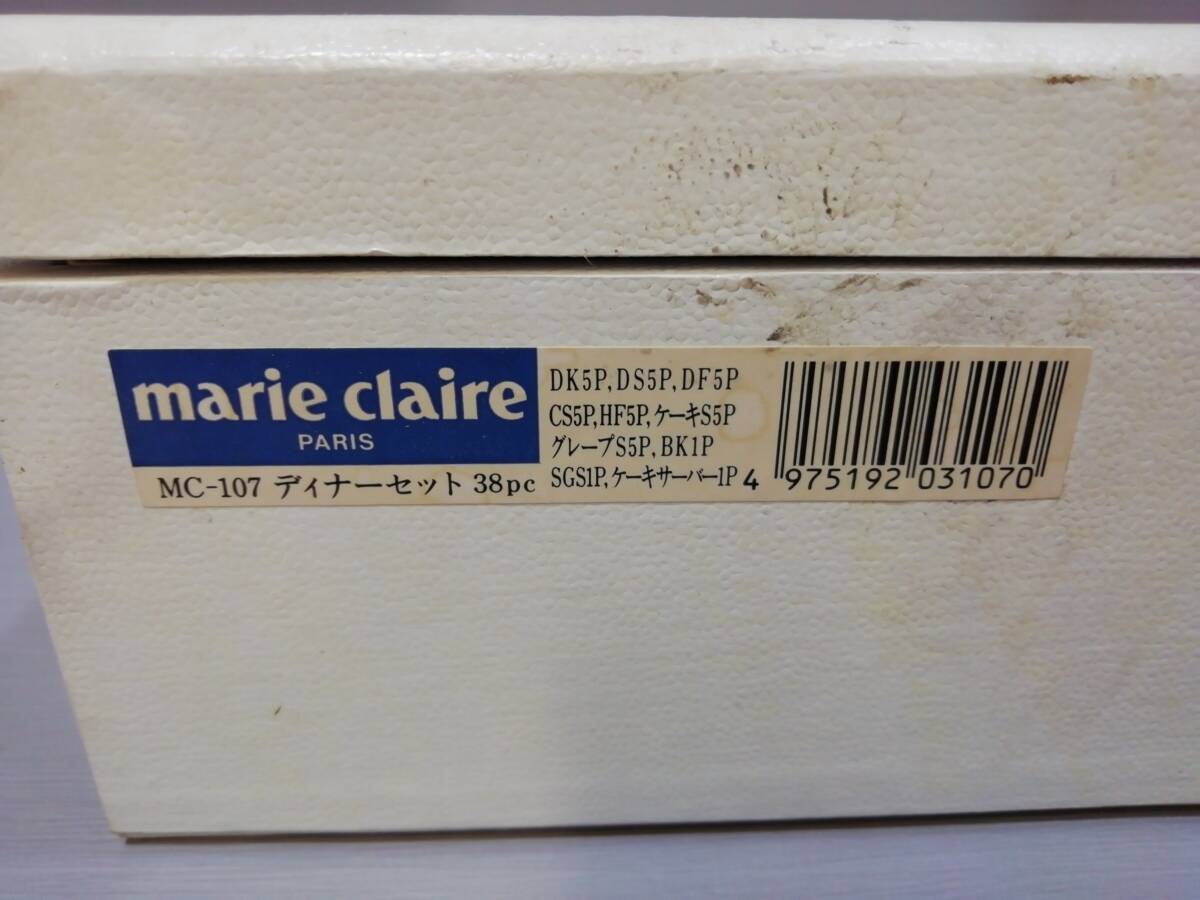 marie claire
PARIS
MC-107 ディナーセット 38pc
DK5P, DS5P, DF5P
CS5P, HF5P, ケーキS5P
グレープS5P, BK1P
SGS1P, ケーキサーバー1P
4 975192 031070